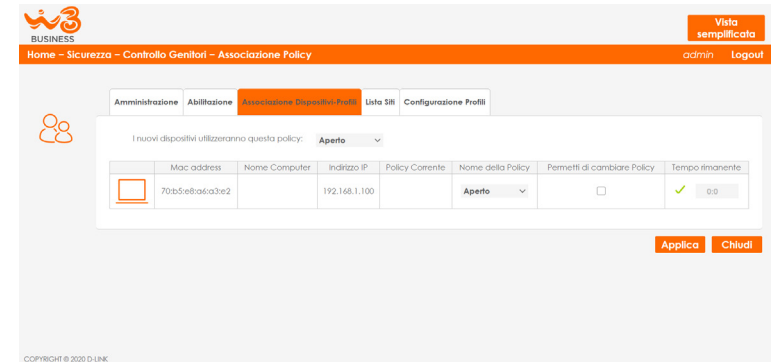 W3
BUSINESS
Vista
semplificata
Home – Sicurezza – Controllo Genitori – Associazione Policy
admin Logout
Amministrazione Abilitazione Associazione Dispositivi-Profili Lista Siti Configurazione Profili
I nuovi dispositivi utilizzeranno questa policy: Aperto
Mac address Nome Computer Indirizzo IP Policy Corrente Nome della Policy Permetti di cambiare Policy Tempo rimanente
70:b5:e8:a6:a3:e2 192.168.1.100 Aperto 0:0
Applica Chiudi
COPYRIGHT © 2020 D-LINK